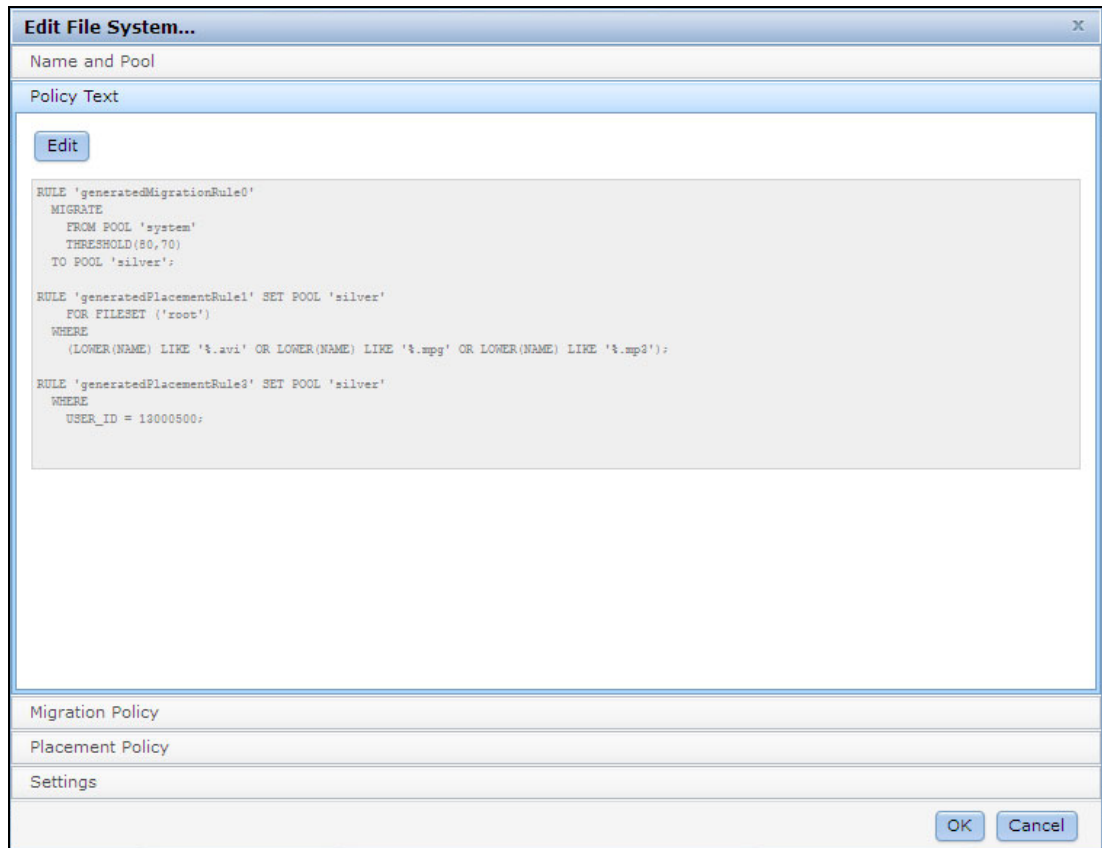 Edit File System...
x
Name and Pool
Policy Text
Edit
RULE 'generatedMigrationRule0'
MIGRATE
FROM POOL 'system'
THRESHOLD(80,70)
TO POOL 'silver';
RULE 'generatedPlacementRule1' SET POOL 'silver'
FOR FILESET ('root')
WHERE
(LOWER(NAME) LIKE '%.avi' OR LOWER(NAME) LIKE '%.mpg' OR LOWER(NAME) LIKE '%.mp3');
RULE 'generatedPlacementRule3' SET POOL 'silver'
WHERE
USER_ID = 13000500;
Migration Policy
Placement Policy
Settings
OK Cancel